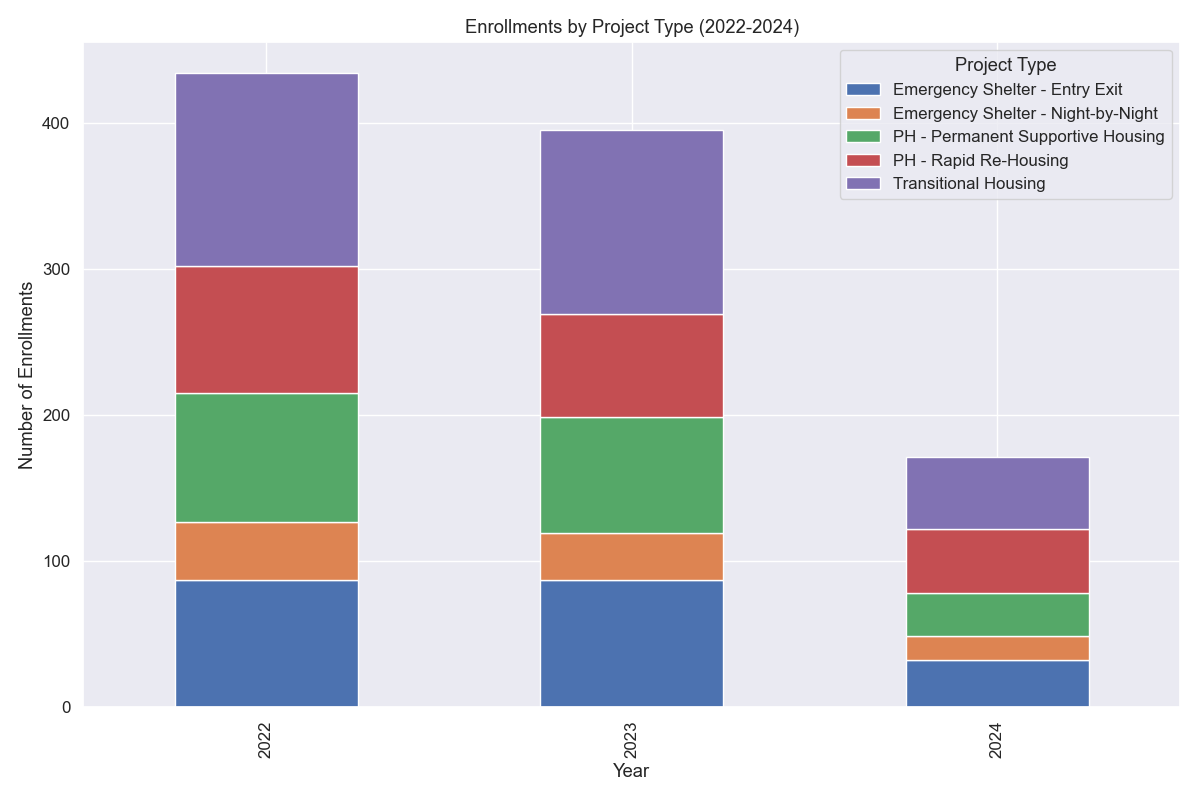 Enrollments by Project Type (2022-2024)
Project Type
Emergency Shelter - Entry Exit
Emergency Shelter - Night-by-Night
PH - Permanent Supportive Housing
PH - Rapid Re-Housing
Transitional Housing
Number of Enrollments
400
300
200
100
0
2022
2023
2024
Year